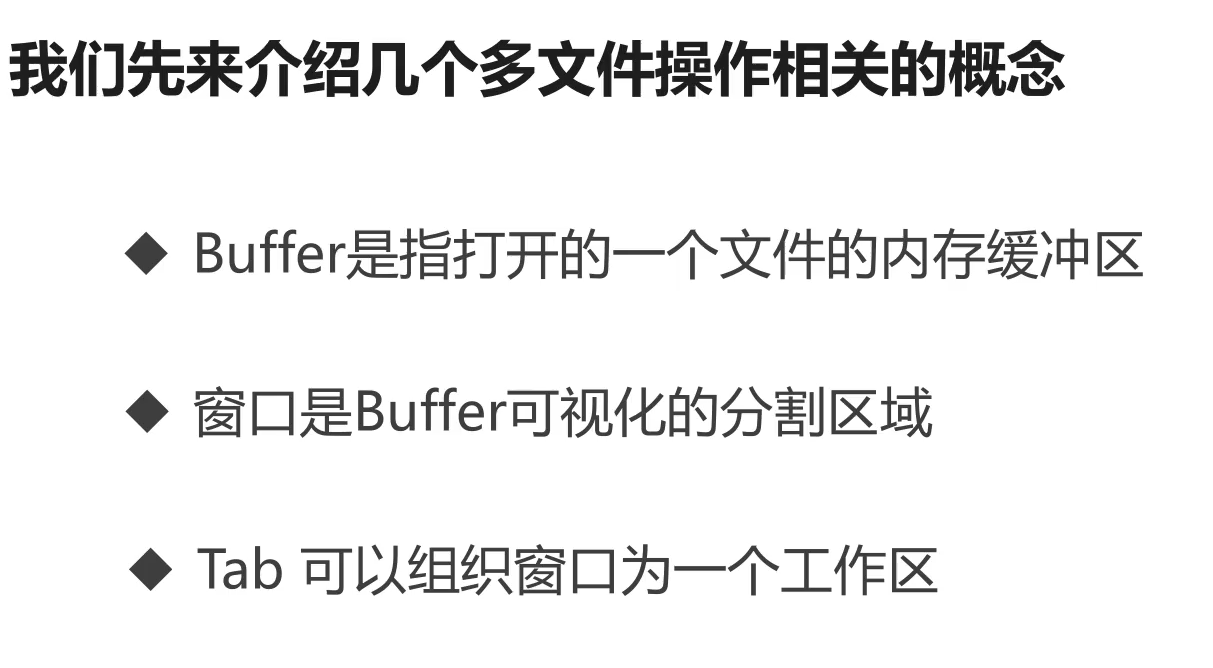 我们先来介绍几个多文件操作相关的概念
◆ Buffer是指打开的一个文件的内存缓冲区
◆ 窗口是Buffer可视化的分割区域
◆ Tab 可以组织窗口为一个工作区